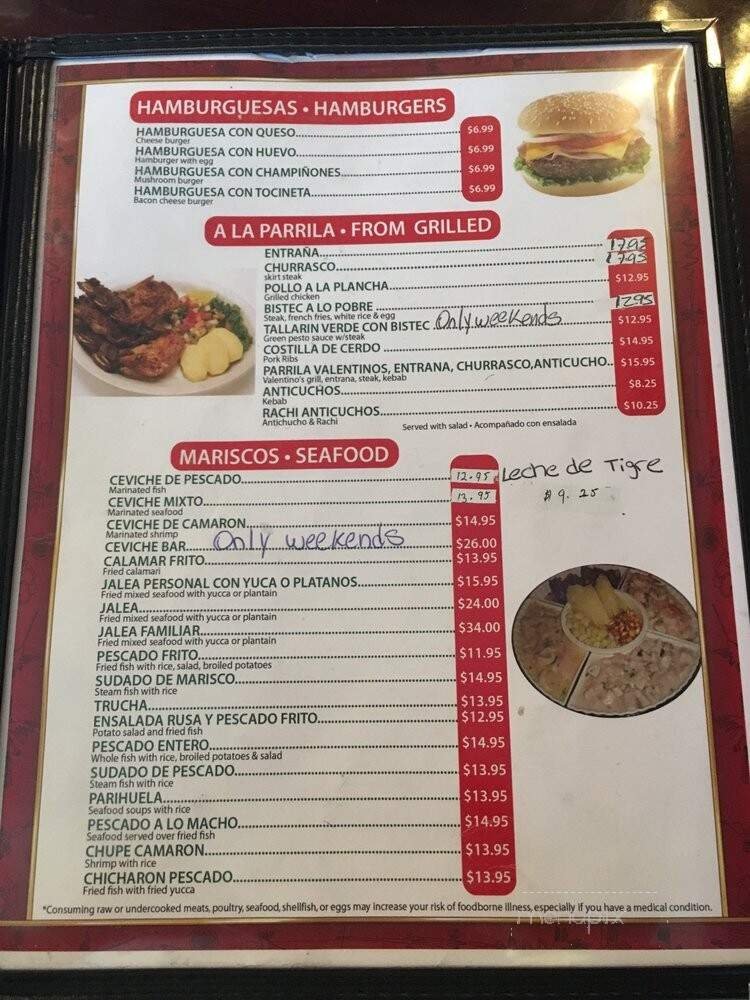 HAMBURGUESAS • HAMBURGERS
HAMBURGUESA CON QUESO $6.99
Cheese burger
HAMBURGUESA CON HUEVO $6.99
Hamburger with egg
HAMBURGUESA CON CHAMPIÑONES $6.99
Mushroom burger
HAMBURGUESA CON TOCINETA $6.99
Bacon cheese burger
A LA PARRILA • FROM GRILLED
ENTRAÑA 17.95
CHURRASCO 17.95
skirt steak
POLLO A LA PLANCHA $12.95
Grilled chicken
BISTEC A LO POBRE 12.95
Steak, french fries, white rice & egg
TALLARIN VERDE CON BISTEC Only weekends $12.95
Green pesto sauce w/steak
COSTILLA DE CERDO $14.95
Pork Ribs
PARRILA VALENTINOS, ENTRANA, CHURRASCO,ANTICUCHO $15.95
Valentino's grill, entrana, steak, kebab
ANTICUCHOS $8.25
Kebab
RACHI ANTICUCHOS $10.25
Antichucho & Rachi
Served with salad • Acompañado con ensalada
MARISCOS • SEAFOOD
CEVICHE DE PESCADO 12.95 Leche de Tigre
Marinated fish
CEVICHE MIXTO 13.95 $9.25
Marinated seafood
CEVICHE DE CAMARON $14.95
Marinated shrimp
CEVICHE BAR Only weekends $26.00
CALAMAR FRITO $13.95
Fried calamari
JALEA PERSONAL CON YUCA O PLATANOS $15.95
Fried mixed seafood with yucca or plantain
JALEA $24.00
Fried mixed seafood with yucca or plantain
JALEA FAMILIAR $34.00
Fried mixed seafood with yucca or plantain
PESCADO FRITO $11.95
Fried fish with rice, salad, broiled potatoes
SUDADO DE MARISCO $14.95
Steam fish with rice
TRUCHA $13.95
ENSALADA RUSA Y PESCADO FRITO $12.95
Potato salad and fried fish
PESCADO ENTERO $14.95
Whole fish with rice, broiled potatoes & salad
SUDADO DE PESCADO $13.95
Steam fish with rice
PARIHUELA $13.95
Seafood soups with rice
PESCADO A LO MACHO $14.95
Seafood served over fried fish
CHUPE CAMARON $13.95
Shrimp with rice
CHICHARON PESCADO $13.95
Fried fish with fried yucca
*Consuming raw or undercooked meats, poultry, seafood, shellfish, or eggs may increase your risk of foodborne illness, especially if you have a medical condition.
menupix